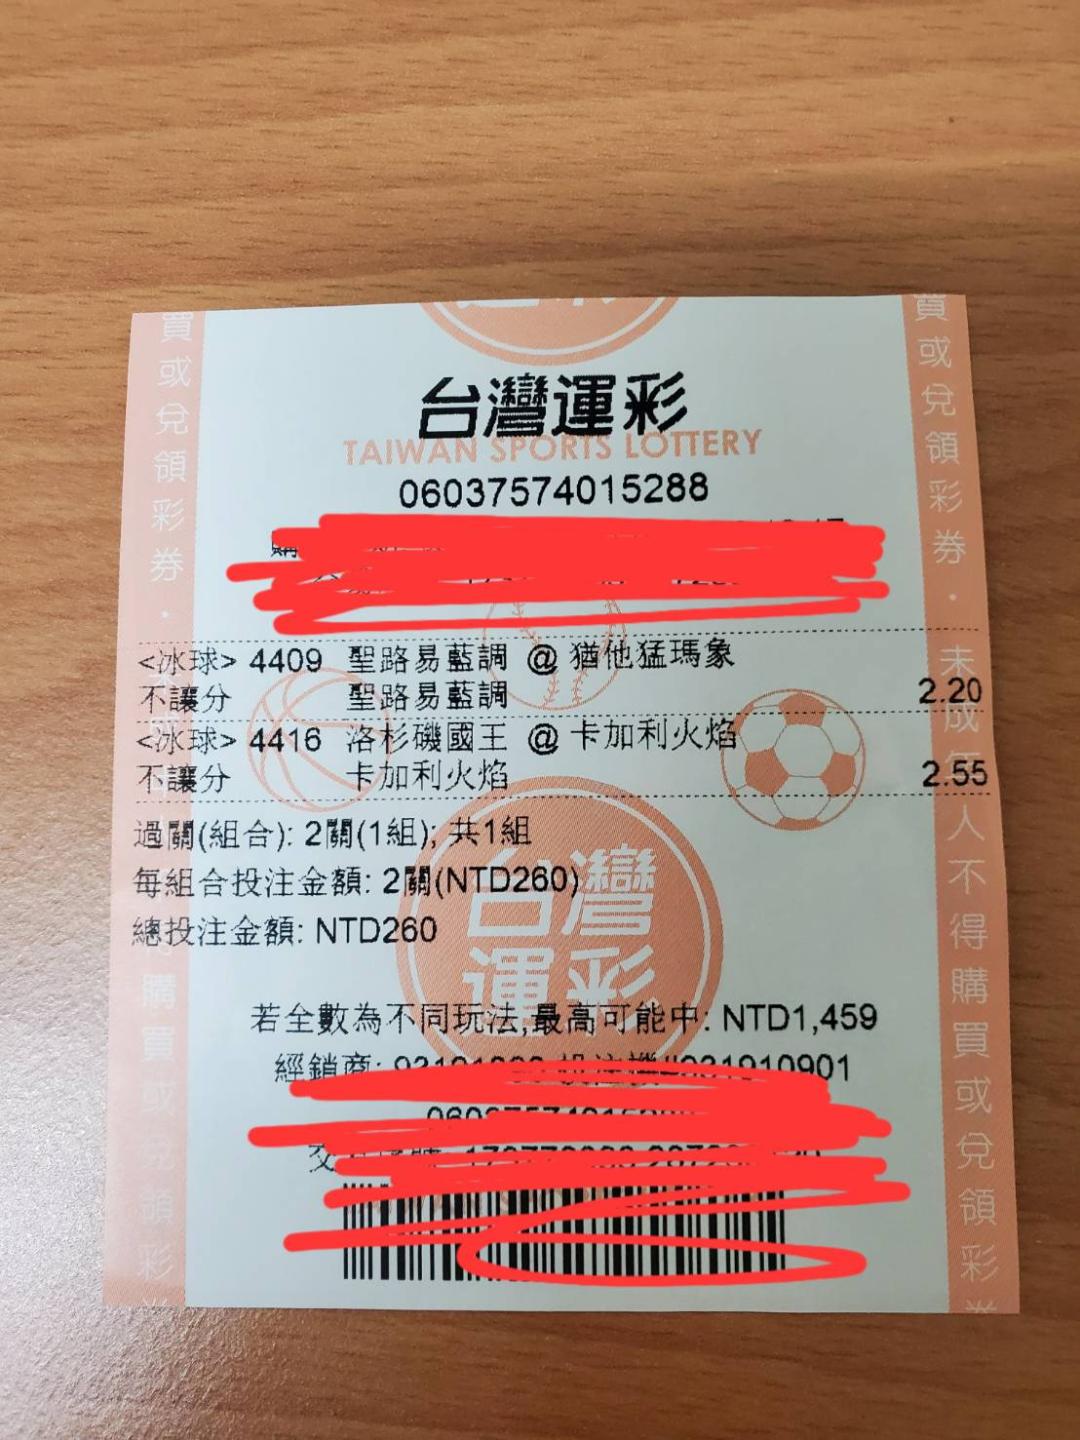 台灣運彩
TAIWAN SPORTS LOTTERY
06037574015288
<冰球> 4409 聖路易藍調 @ 猶他猛瑪象
不讓分 聖路易藍調 2.20
<冰球> 4416 洛杉磯國王 @ 卡加利火焰
不讓分 卡加利火焰 2.55
過關(組合): 2關(1組); 共1組
每組合投注金額: 2關(NTD260)
總投注金額: NTD260
台灣
運彩
若全數為不同玩法,最高可能中: NTD1,459
經銷商:
買或兌領彩券·未成年人不得購買或兌領彩券